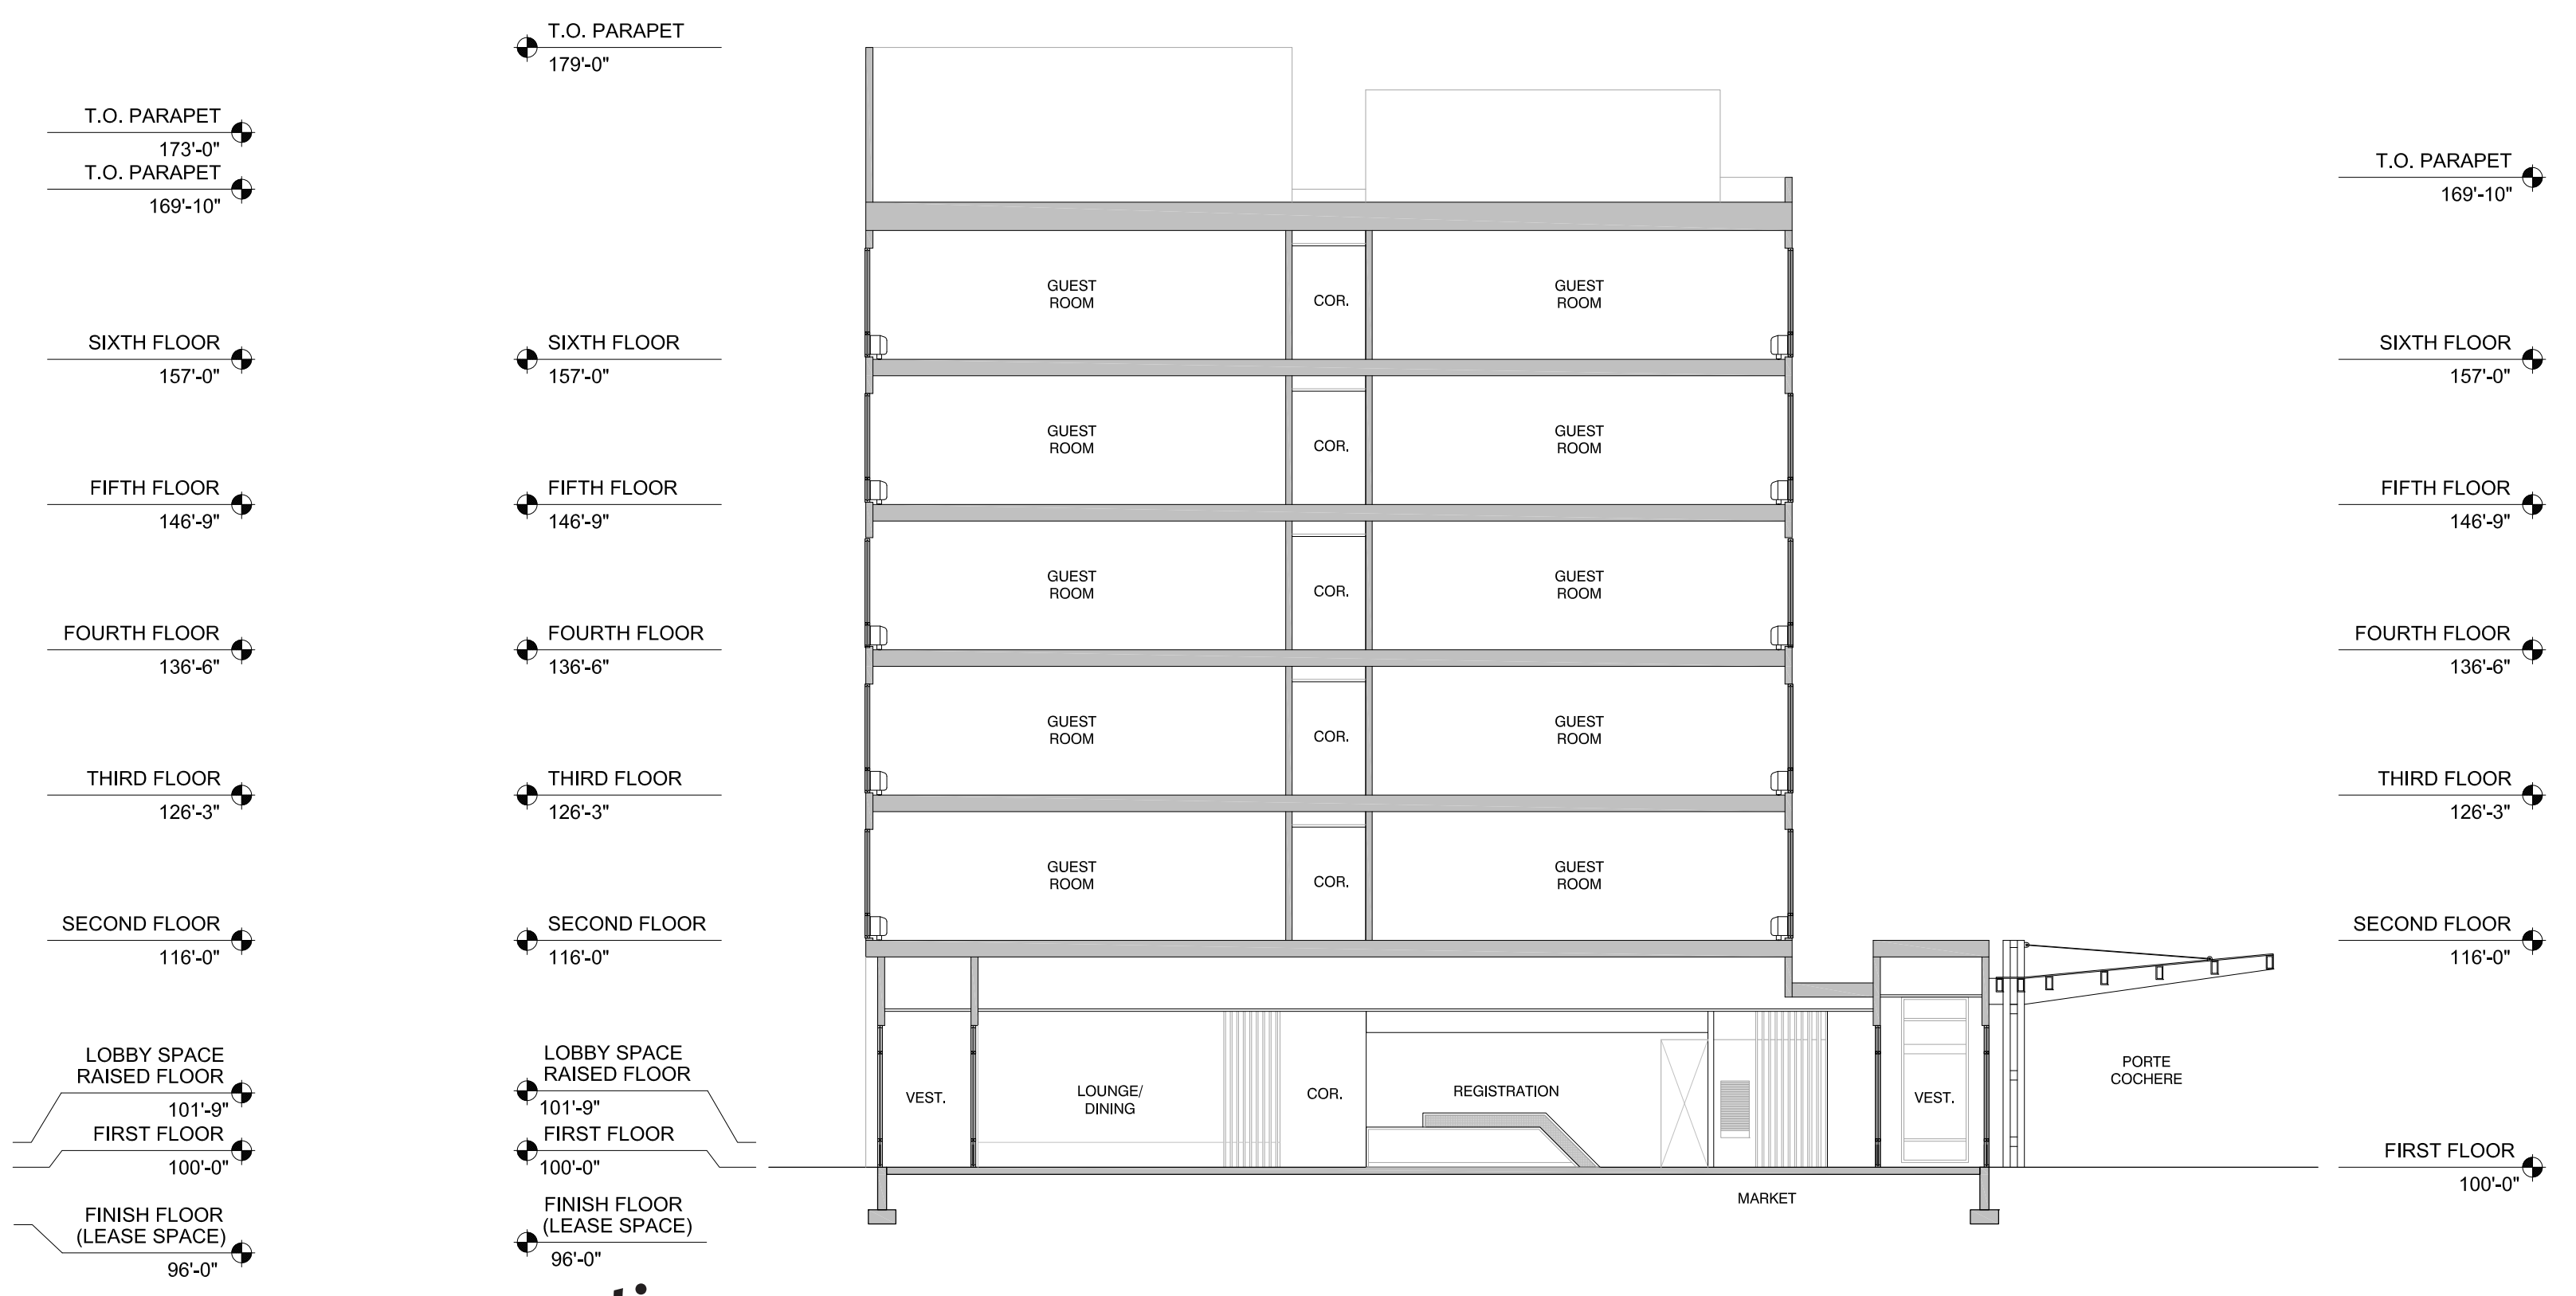 T.O. PARAPET
173'-0"
T.O. PARAPET
169'-10"
SIXTH FLOOR
157'-0"
FIFTH FLOOR
146'-9"
FOURTH FLOOR
136'-6"
THIRD FLOOR
126'-3"
SECOND FLOOR
116'-0"
LOBBY SPACE
RAISED FLOOR
101'-9"
FIRST FLOOR
100'-0"
FINISH FLOOR
(LEASE SPACE)
96'-0"
T.O. PARAPET
179'-0"
SIXTH FLOOR
157'-0"
FIFTH FLOOR
146'-9"
FOURTH FLOOR
136'-6"
THIRD FLOOR
126'-3"
SECOND FLOOR
116'-0"
LOBBY SPACE
RAISED FLOOR
101'-9"
FIRST FLOOR
100'-0"
FINISH FLOOR
(LEASE SPACE)
96'-0"
GUEST
ROOM
COR.
GUEST
ROOM
GUEST
ROOM
COR.
GUEST
ROOM
GUEST
ROOM
COR.
GUEST
ROOM
GUEST
ROOM
COR.
GUEST
ROOM
GUEST
ROOM
COR.
GUEST
ROOM
VEST.
LOUNGE/
DINING
COR.
REGISTRATION
VEST.
PORTE
COCHERE
MARKET
T.O. PARAPET
169'-10"
SIXTH FLOOR
157'-0"
FIFTH FLOOR
146'-9"
FOURTH FLOOR
136'-6"
THIRD FLOOR
126'-3"
SECOND FLOOR
116'-0"
FIRST FLOOR
100'-0"